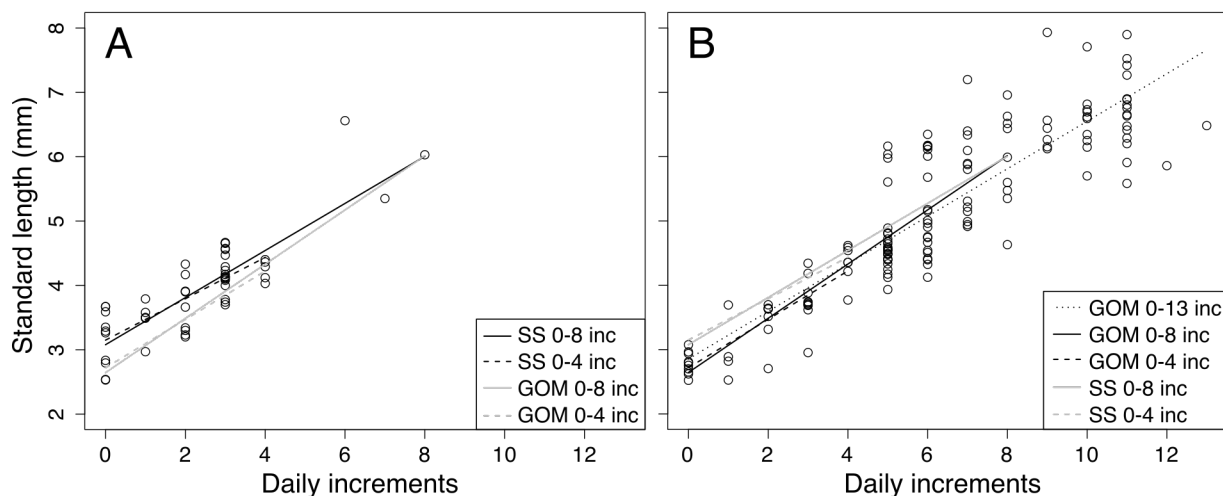 A
B
Standard length (mm)
8
7
6
5
4
3
2
SS 0-8 inc
SS 0-4 inc
GOM 0-8 inc
GOM 0-4 inc
GOM 0-13 inc
GOM 0-8 inc
GOM 0-4 inc
SS 0-8 inc
SS 0-4 inc
0 2 4 6 8 10 12
0 2 4 6 8 10 12
Daily increments
Daily increments